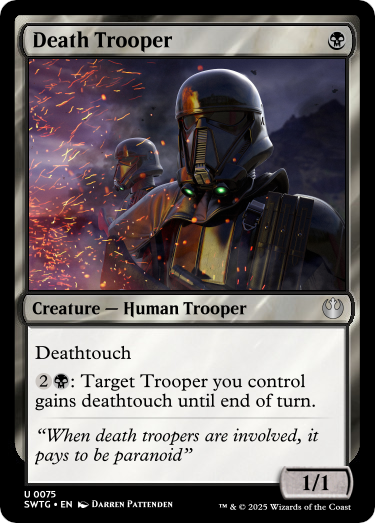 Death Trooper
Creature — Human Trooper
Deathtouch
2: Target Trooper you control
gains deathtouch until end of turn.
“When death troopers are involved, it
pays to be paranoid”
1/1
U 0075
SWTG • EN Darren Pattenden
™ & © 2025 Wizards of the Coast